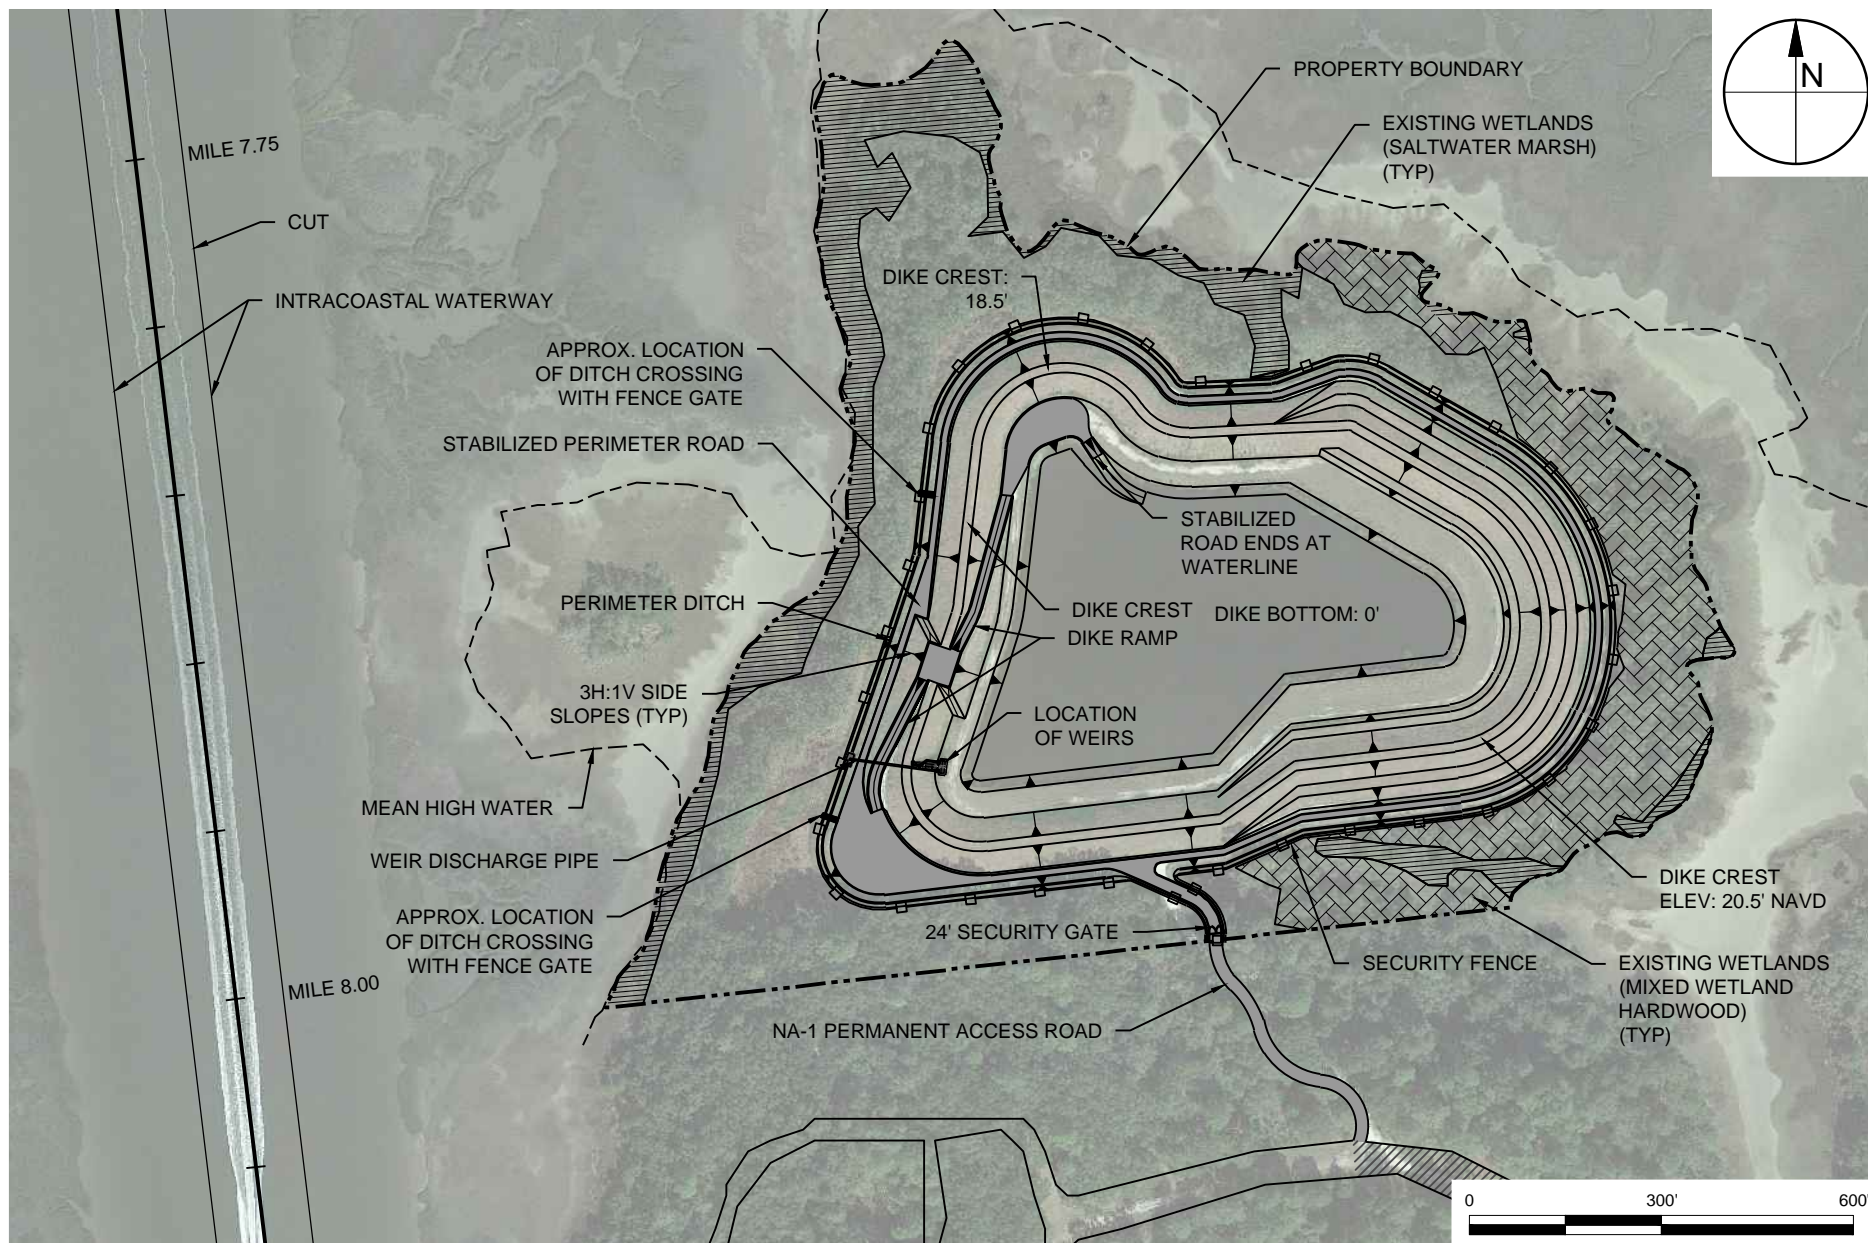 PROPERTY BOUNDARY
N
EXISTING WETLANDS
(SALTWATER MARSH)
(TYP)
MILE 7.75
CUT
INTRACOASTAL WATERWAY
DIKE CREST:
18.5'
APPROX. LOCATION
OF DITCH CROSSING
WITH FENCE GATE
STABILIZED PERIMETER ROAD
STABILIZED
ROAD ENDS AT
WATERLINE
PERIMETER DITCH
DIKE CREST
DIKE BOTTOM: 0'
DIKE RAMP
3H:1V SIDE
SLOPES (TYP)
LOCATION
OF WEIRS
MEAN HIGH WATER
WEIR DISCHARGE PIPE
DIKE CREST
ELEV: 20.5' NAVD
APPROX. LOCATION
OF DITCH CROSSING
WITH FENCE GATE
24' SECURITY GATE
SECURITY FENCE
EXISTING WETLANDS
(MIXED WETLAND
HARDWOOD)
(TYP)
MILE 8.00
NA-1 PERMANENT ACCESS ROAD
0 300' 600'